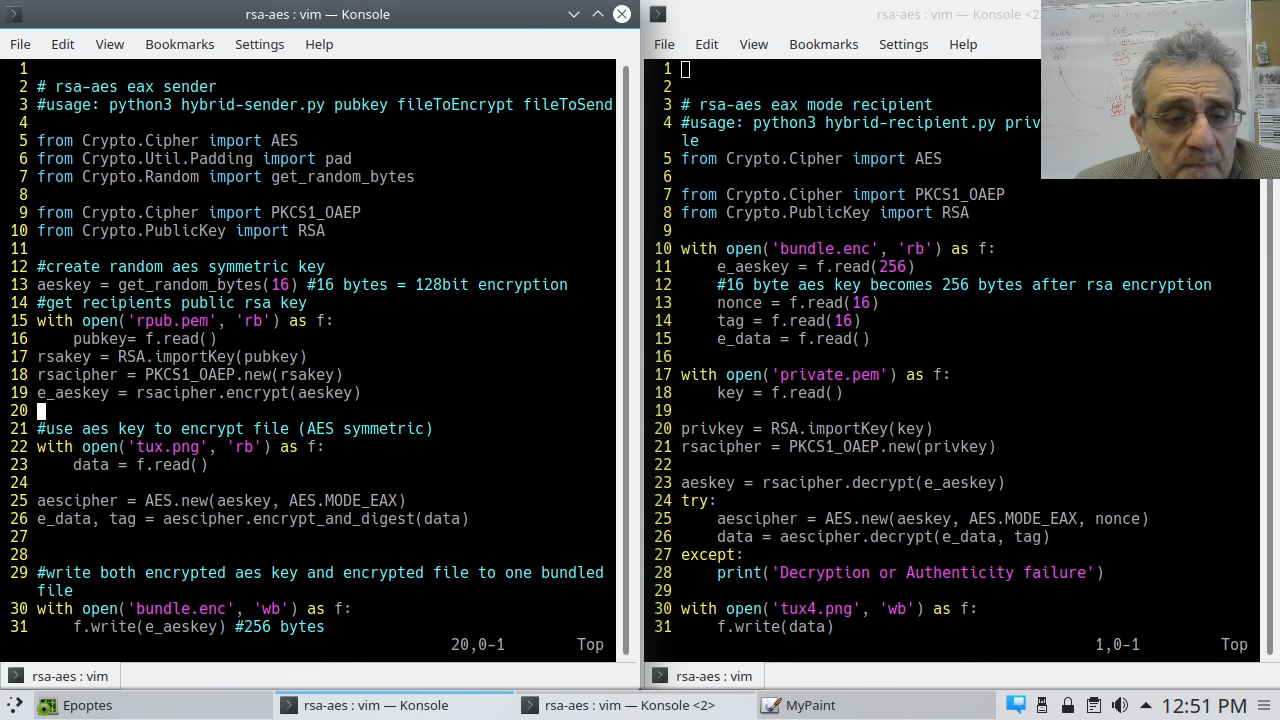 rsa-aes : vim — Konsole
File Edit View Bookmarks Settings Help
1
2 # rsa-aes eax sender
3 #usage: python3 hybrid-sender.py pubkey fileToEncrypt fileToSend
4
5 from Crypto.Cipher import AES
6 from Crypto.Util.Padding import pad
7 from Crypto.Random import get_random_bytes
8
9 from Crypto.Cipher import PKCS1_OAEP
10 from Crypto.PublicKey import RSA
11
12 #create random aes symmetric key
13 aeskey = get_random_bytes(16) #16 bytes = 128bit encryption
14 #get recipients public rsa key
15 with open('rpub.pem', 'rb') as f:
16     pubkey= f.read()
17 rsakey = RSA.importKey(pubkey)
18 rsacipher = PKCS1_OAEP.new(rsakey)
19 e_aeskey = rsacipher.encrypt(aeskey)
20
21 #use aes key to encrypt file (AES symmetric)
22 with open('tux.png', 'rb') as f:
23     data = f.read()
24
25 aescipher = AES.new(aeskey, AES.MODE_EAX)
26 e_data, tag = aescipher.encrypt_and_digest(data)
27
28
29 #write both encrypted aes key and encrypted file to one bundled
file
30 with open('bundle.enc', 'wb') as f:
31     f.write(e_aeskey) #256 bytes
20,0-1 Top
rsa-aes : vim
rsa-aes : vim — Konsole <2
File Edit View Bookmarks Settings Help
1
2
3 # rsa-aes eax mode recipient
4 #usage: python3 hybrid-recipient.py priv
le
5 from Crypto.Cipher import AES
6
7 from Crypto.Cipher import PKCS1_OAEP
8 from Crypto.PublicKey import RSA
9
10 with open('bundle.enc', 'rb') as f:
11     e_aeskey = f.read(256)
12     #16 byte aes key becomes 256 bytes after rsa encryption
13     nonce = f.read(16)
14     tag = f.read(16)
15     e_data = f.read()
16
17 with open('private.pem') as f:
18     key = f.read()
19
20 privkey = RSA.importKey(key)
21 rsacipher = PKCS1_OAEP.new(privkey)
22
23 aeskey = rsacipher.decrypt(e_aeskey)
24 try:
25     aescipher = AES.new(aeskey, AES.MODE_EAX, nonce)
26     data = aescipher.decrypt(e_data, tag)
27 except:
28     print('Decryption or Authenticity failure')
29
30 with open('tux4.png', 'wb') as f:
31     f.write(data)
1,0-1 Top
rsa-aes : vim
Epoptes
rsa-aes : vim — Konsole
rsa-aes : vim — Konsole <2>
MyPaint
12:51 PM